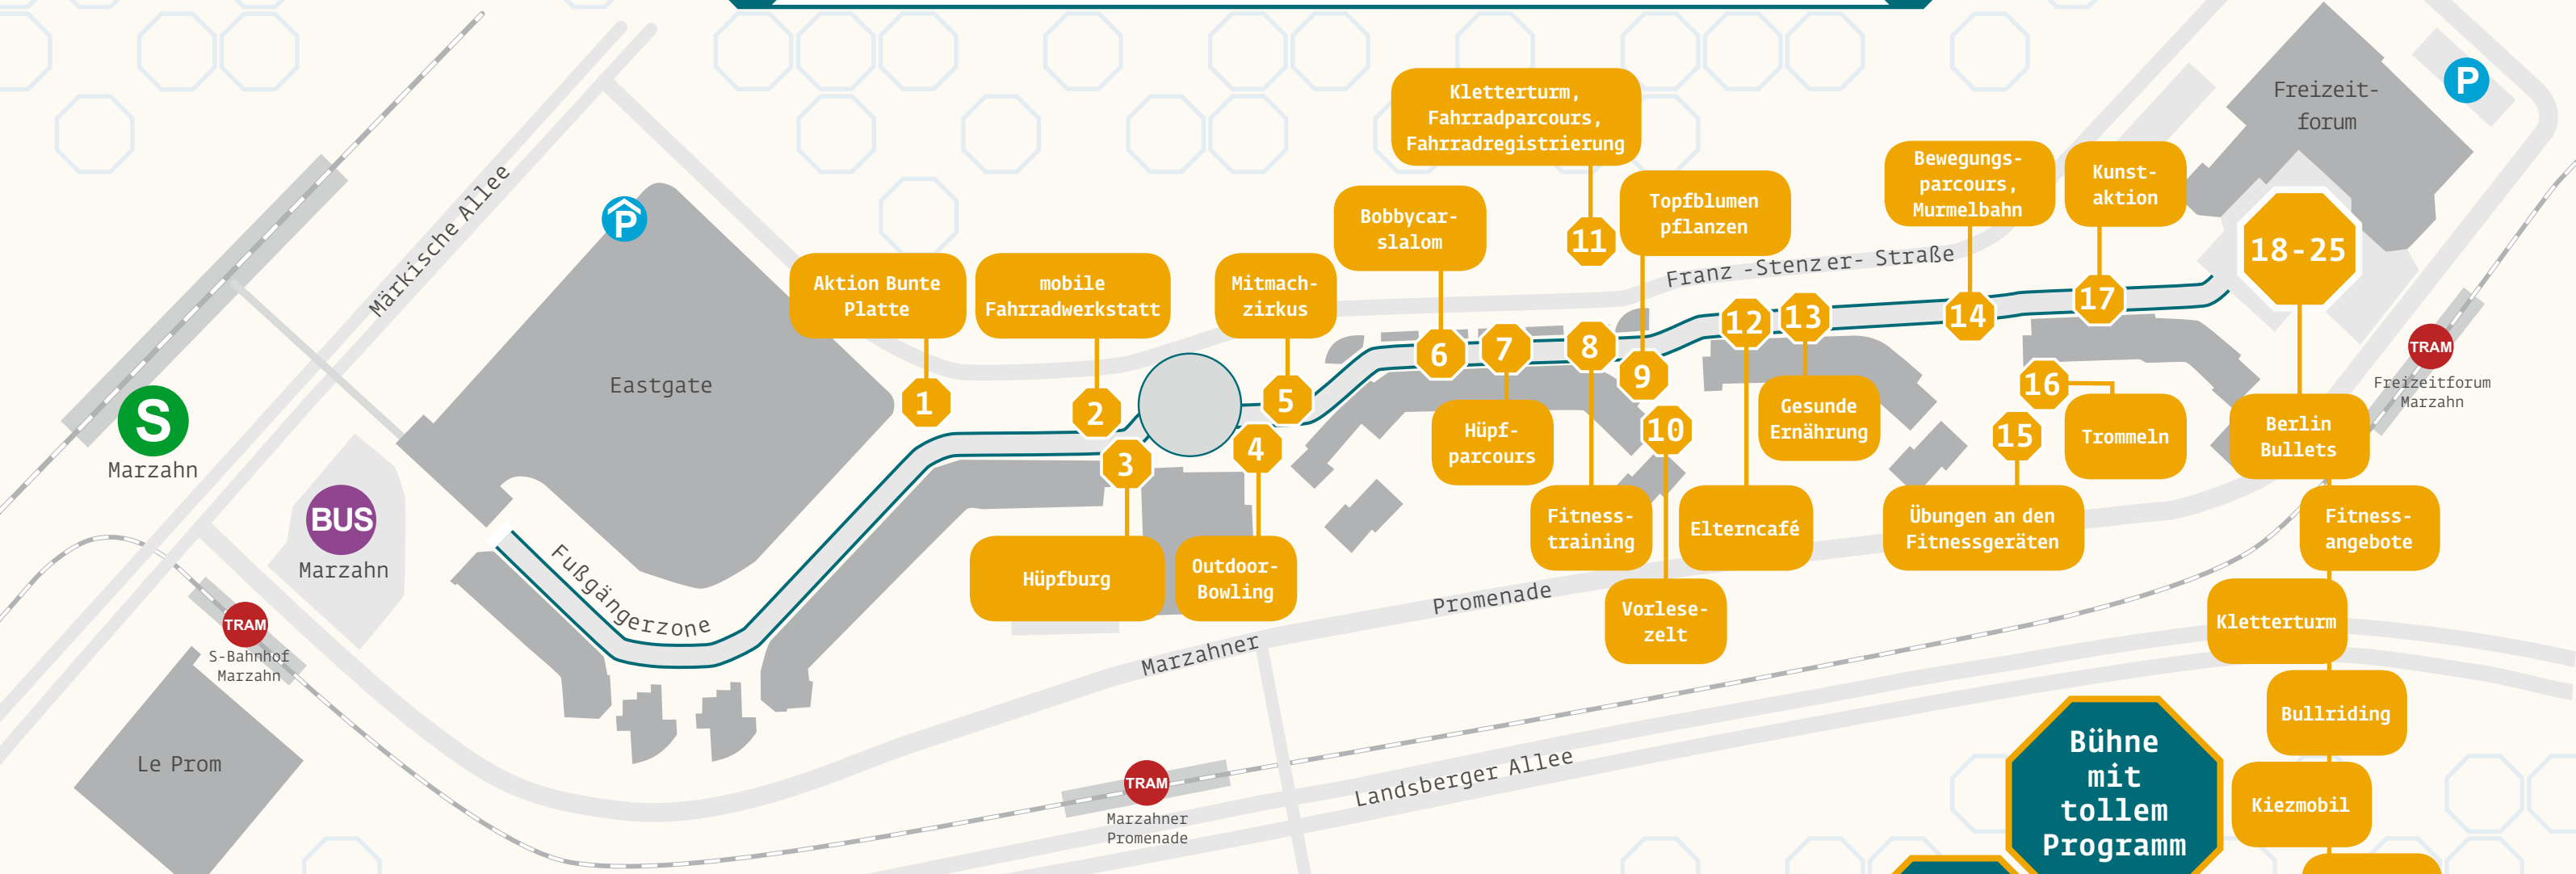 Kletterturm,
Fahrradparcours,
Fahrradregistrierung
Freizeit-
forum
P
P
Märkische Allee
Bewegungs-
parcours,
Murmelbahn
Kunst-
aktion
Topfblumen
pflanzen
Bobbycar-
slalom
11
18-25
Franz-Stenzer-Straße
Aktion Bunte
Platte
mobile
Fahrradwerkstatt
Mitmach-
zirkus
Eastgate
1
2
3
4
5
6
7
8
9
10
12
13
14
15
16
17
TRAM
Freizeitforum
Marzahn
S
Marzahn
BUS
Marzahn
Hüpf-
parcours
Gesunde
Ernährung
Trommeln
Berlin
Bullets
Fitness-
training
Elterncafé
Übungen an den
Fitnessgeräten
Fitness-
angebote
Fußgängerzone
Hüpfburg
Outdoor-
Bowling
Vorlese-
zelt
Kletterturm
TRAM
S-Bahnhof
Marzahn
Marzahner Promenade
Le Prom
Bullriding
Bühne
mit
tollem
Programm
Kiezmobil
TRAM
Marzahner
Promenade
Landsberger Allee